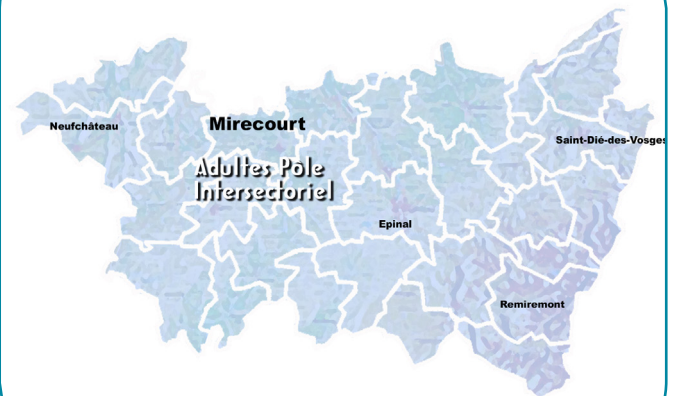 Neufchâteau
Mirecourt
Saint-Dié-des-Vosges
Adultes Pôle
Intersectoriel
Epinal
Remiremont